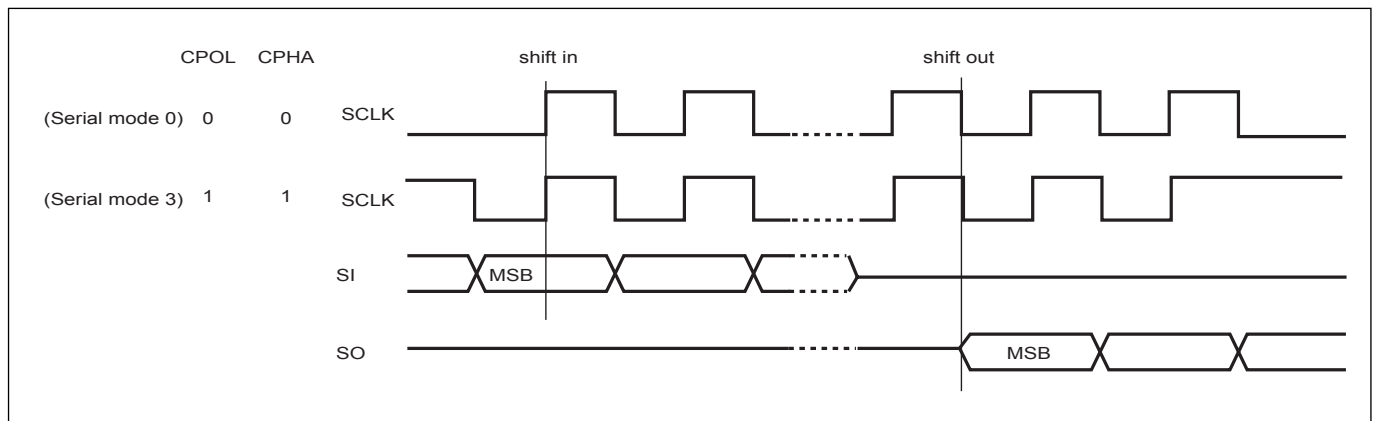 CPOL CPHA shift in shift out
(Serial mode 0) 0 0 SCLK
(Serial mode 3) 1 1 SCLK
SI MSB
SO MSB